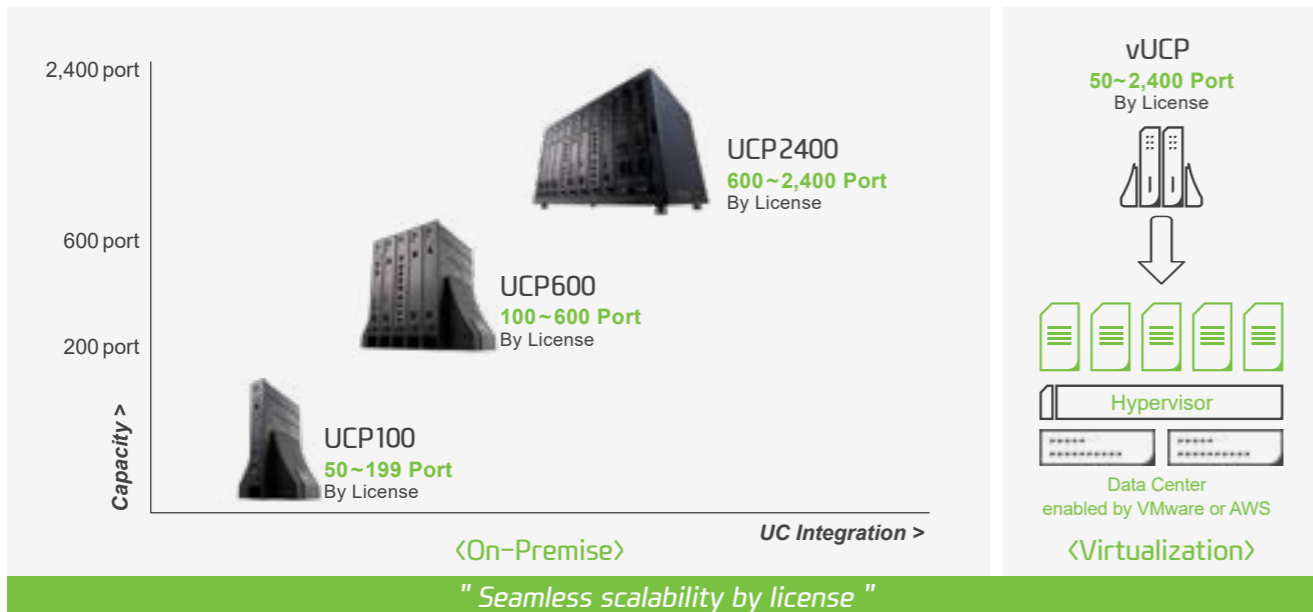 2,400 port
600 port
200 port
Capacity >
UCP2400
600~2,400 Port
By License
UCP600
100~600 Port
By License
UCP100
50~199 Port
By License
UC Integration >
<On-Premise>
vUCP
50~2,400 Port
By License
Hypervisor
Data Center
enabled by VMware or AWS
<Virtualization>
" Seamless scalability by license "